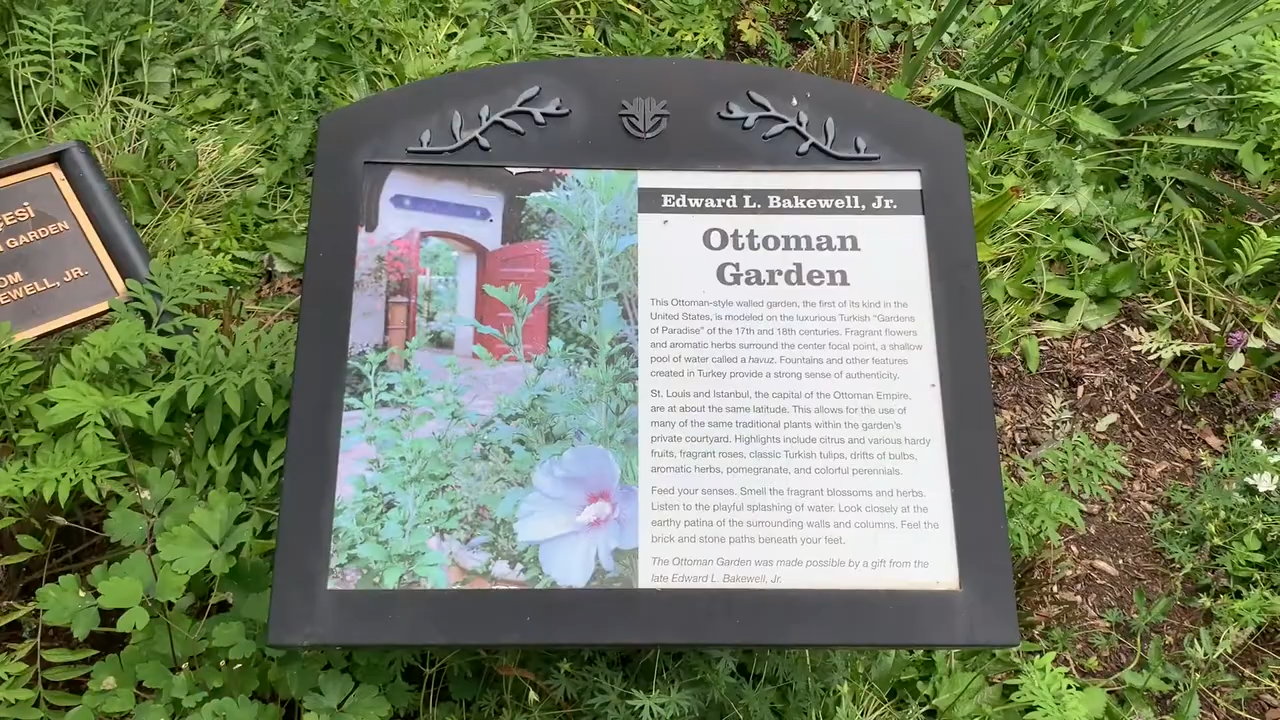 FESİ
GARDEN
OM
EWELL, JR.
Edward L. Bakewell, Jr.
Ottoman
Garden
This Ottoman-style walled garden, the first of its kind in the
United States, is modeled on the luxurious Turkish “Gardens
of Paradise” of the 17th and 18th centuries. Fragrant flowers
and aromatic herbs surround the center focal point, a shallow
pool of water called a havuz. Fountains and other features
created in Turkey provide a strong sense of authenticity.
St. Louis and Istanbul, the capital of the Ottoman Empire,
are at about the same latitude. This allows for the use of
many of the same traditional plants within the garden's
private courtyard. Highlights include citrus and various hardy
fruits, fragrant roses, classic Turkish tulips, drifts of bulbs,
aromatic herbs, pomegranate, and colorful perennials.
Feed your senses. Smell the fragrant blossoms and herbs.
Listen to the playful splashing of water. Look closely at the
earthy patina of the surrounding walls and columns. Feel the
brick and stone paths beneath your feet.
The Ottoman Garden was made possible by a gift from the
late Edward L. Bakewell, Jr.